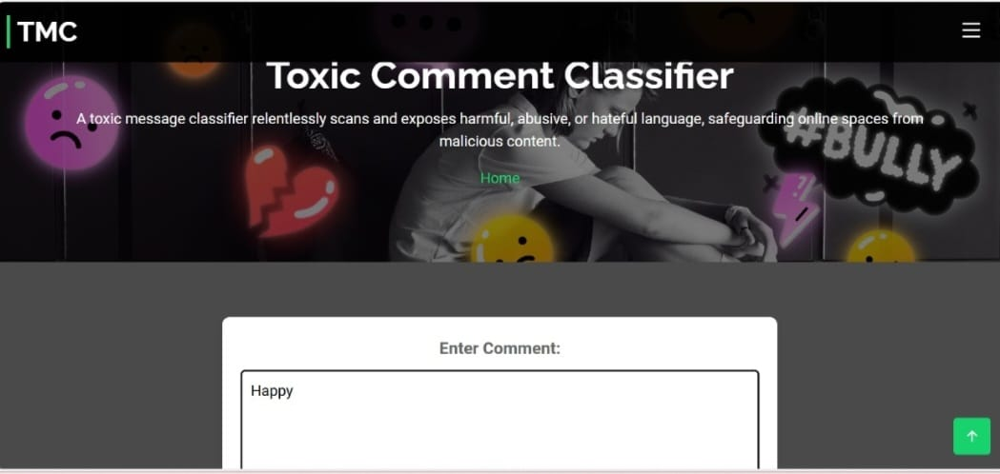 TMC
Toxic Comment Classifier
A toxic message classifier relentlessly scans and exposes harmful, abusive, or hateful language, safeguarding online spaces from
malicious content.
#BULLY
Home
!?
Enter Comment:
Happy